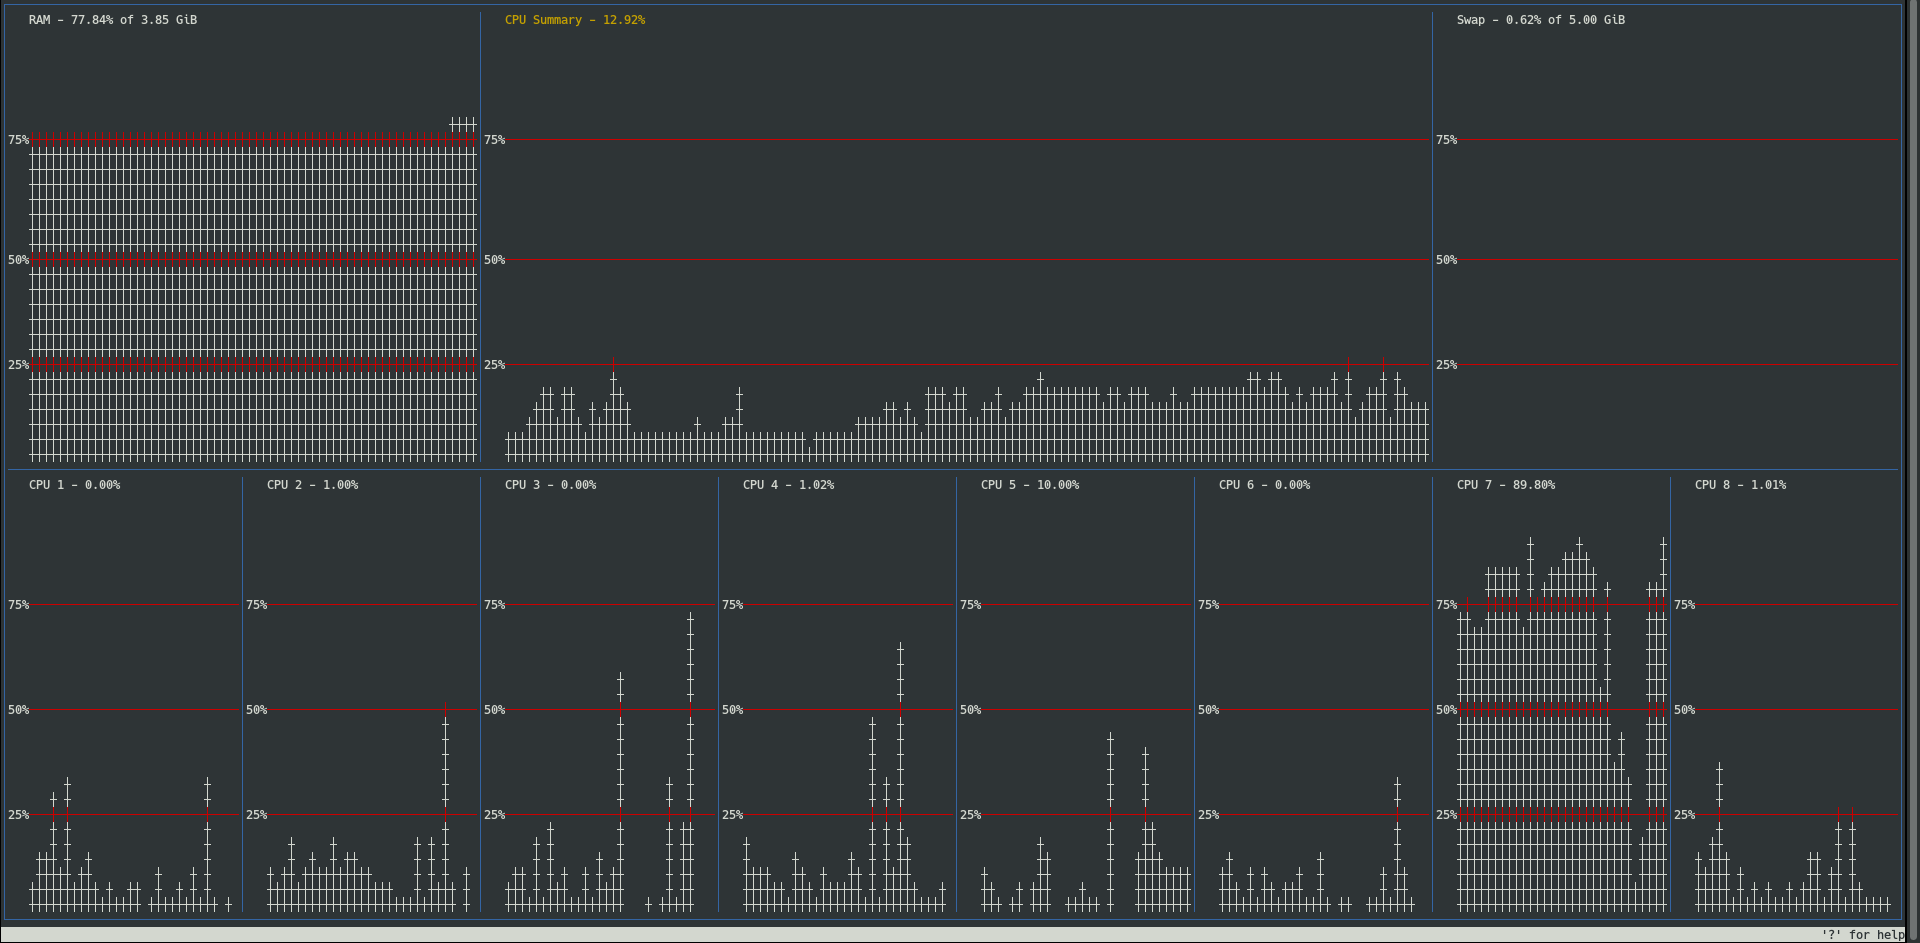 RAM - 77.84% of 3.85 GiB
CPU Summary - 12.92%
Swap - 0.62% of 5.00 GiB
75% 75% 75%
50% 50% 50%
25% 25% 25%
CPU 1 - 0.00%
CPU 2 - 1.00%
CPU 3 - 0.00%
CPU 4 - 1.02%
CPU 5 - 10.00%
CPU 6 - 0.00%
CPU 7 - 89.80%
CPU 8 - 1.01%
75% 75% 75% 75% 75% 75% 75% 75%
50% 50% 50% 50% 50% 50% 50% 50%
25% 25% 25% 25% 25% 25% 25% 25%
'?' for help